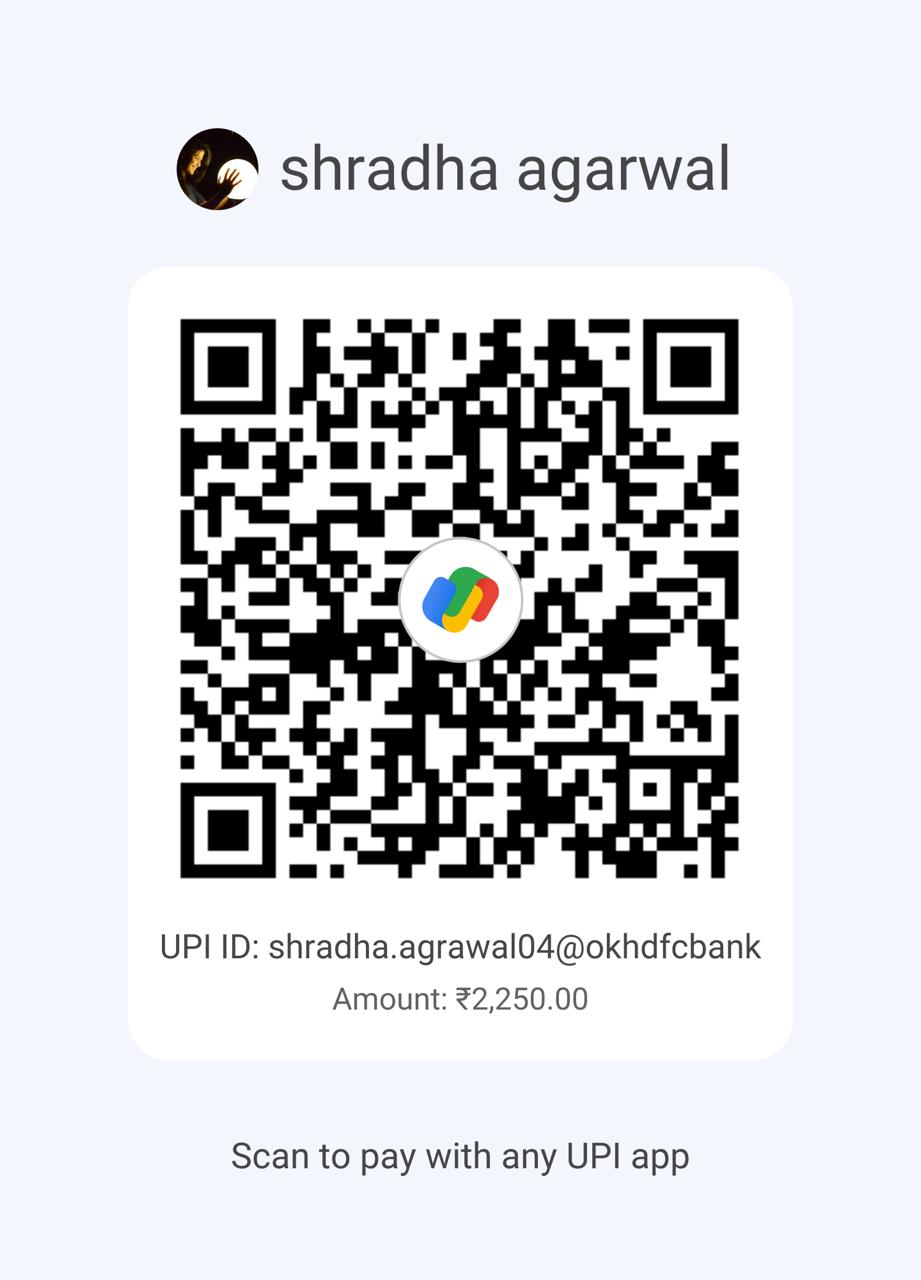 shradha agarwal
UPI ID: shradha.agrawal04@okhdfcbank
Amount: ₹2,250.00
Scan to pay with any UPI app